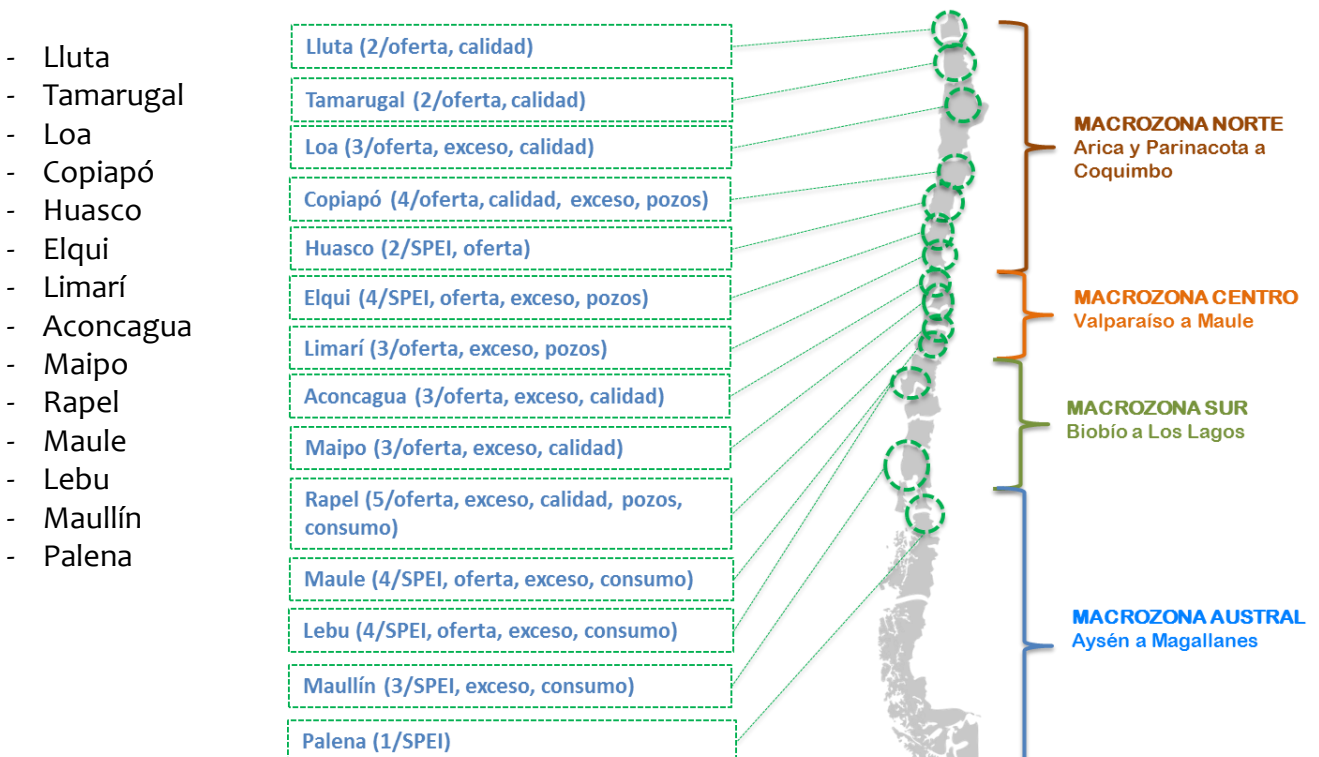 - Lluta
- Tamarugal
- Loa
- Copiapó
- Huasco
- Elqui
- Limarí
- Aconcagua
- Maipo
- Rapel
- Maule
- Lebu
- Maullín
- Palena
Lluta (2/oferta, calidad)
Tamarugal (2/oferta, calidad)
Loa (3/oferta, exceso, calidad)
Copiapó (4/oferta, calidad, exceso, pozos)
Huasco (2/SPEI, oferta)
Elqui (4/SPEI, oferta, exceso, pozos)
Limarí (3/oferta, exceso, pozos)
Aconcagua (3/oferta, exceso, calidad)
Maipo (3/oferta, exceso, calidad)
Rapel (5/oferta, exceso, calidad, pozos,
consumo)
Maule (4/SPEI, oferta, exceso, consumo)
Lebu (4/SPEI, oferta, exceso, consumo)
Maullín (3/SPEI, exceso, consumo)
Palena (1/SPEI)
MACROZONA NORTE
Arica y Parinacota a
Coquimbo
MACROZONA CENTRO
Valparaíso a Maule
MACROZONA SUR
Biobío a Los Lagos
MACROZONA AUSTRAL
Aysén a Magallanes